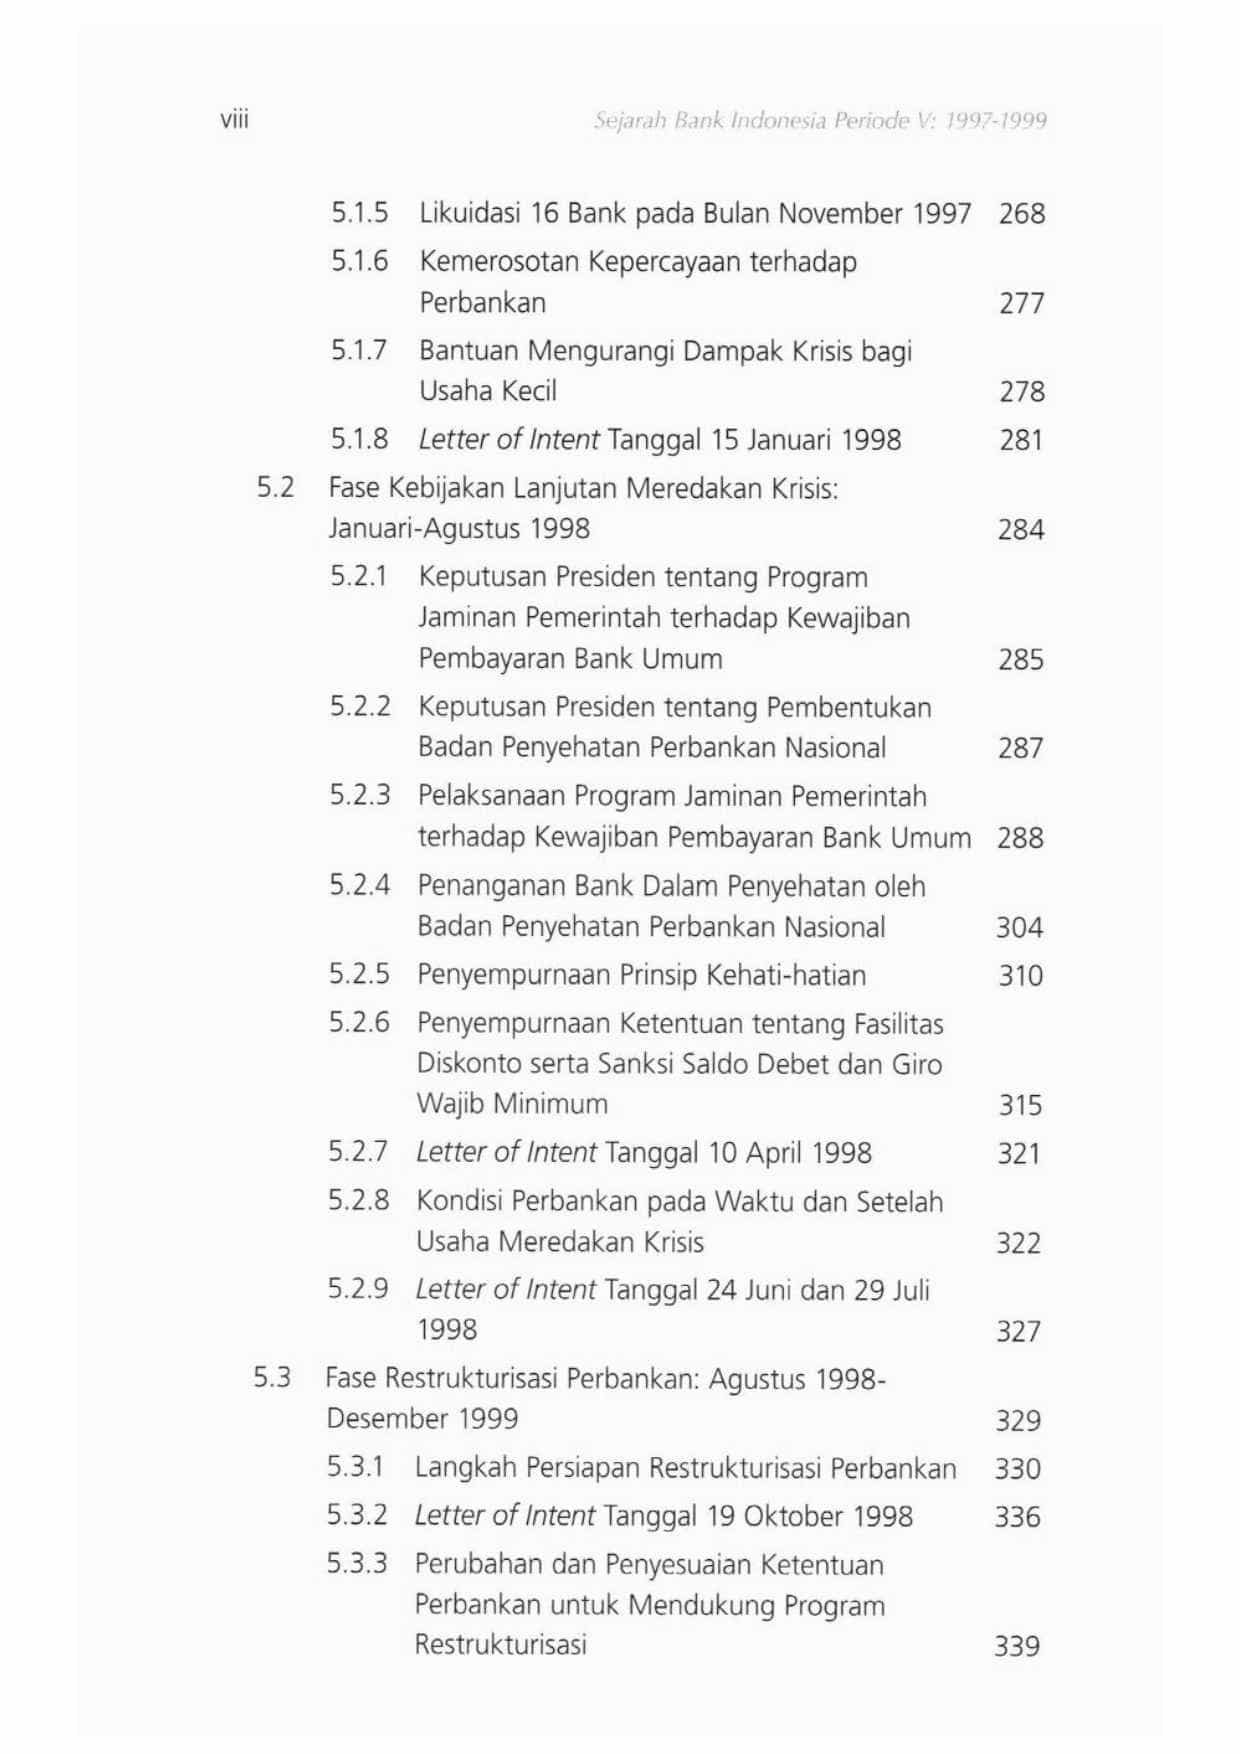 viii Sejarah Bank Indonesia Periode V: 1997-1999
5.1.5 Likuidasi 16 Bank pada Bulan November 1997 268
5.1.6 Kemerosotan Kepercayaan terhadap
Perbankan 277
5.1.7 Bantuan Mengurangi Dampak Krisis bagi
Usaha Kecil 278
5.1.8 Letter of Intent Tanggal 15 Januari 1998 281
5.2 Fase Kebijakan Lanjutan Meredakan Krisis:
Januari-Agustus 1998 284
5.2.1 Keputusan Presiden tentang Program
Jaminan Pemerintah terhadap Kewajiban
Pembayaran Bank Umum 285
5.2.2 Keputusan Presiden tentang Pembentukan
Badan Penyehatan Perbankan Nasional 287
5.2.3 Pelaksanaan Program Jaminan Pemerintah
terhadap Kewajiban Pembayaran Bank Umum 288
5.2.4 Penanganan Bank Dalam Penyehatan oleh
Badan Penyehatan Perbankan Nasional 304
5.2.5 Penyempurnaan Prinsip Kehati-hatian 310
5.2.6 Penyempurnaan Ketentuan tentang Fasilitas
Diskonto serta Sanksi Saldo Debet dan Giro
Wajib Minimum 315
5.2.7 Letter of Intent Tanggal 10 April 1998 321
5.2.8 Kondisi Perbankan pada Waktu dan Setelah
Usaha Meredakan Krisis 322
5.2.9 Letter of Intent Tanggal 24 Juni dan 29 Juli
1998 327
5.3 Fase Restrukturisasi Perbankan: Agustus 1998-
Desember 1999 329
5.3.1 Langkah Persiapan Restrukturisasi Perbankan 330
5.3.2 Letter of Intent Tanggal 19 Oktober 1998 336
5.3.3 Perubahan dan Penyesuaian Ketentuan
Perbankan untuk Mendukung Program
Restrukturisasi 339